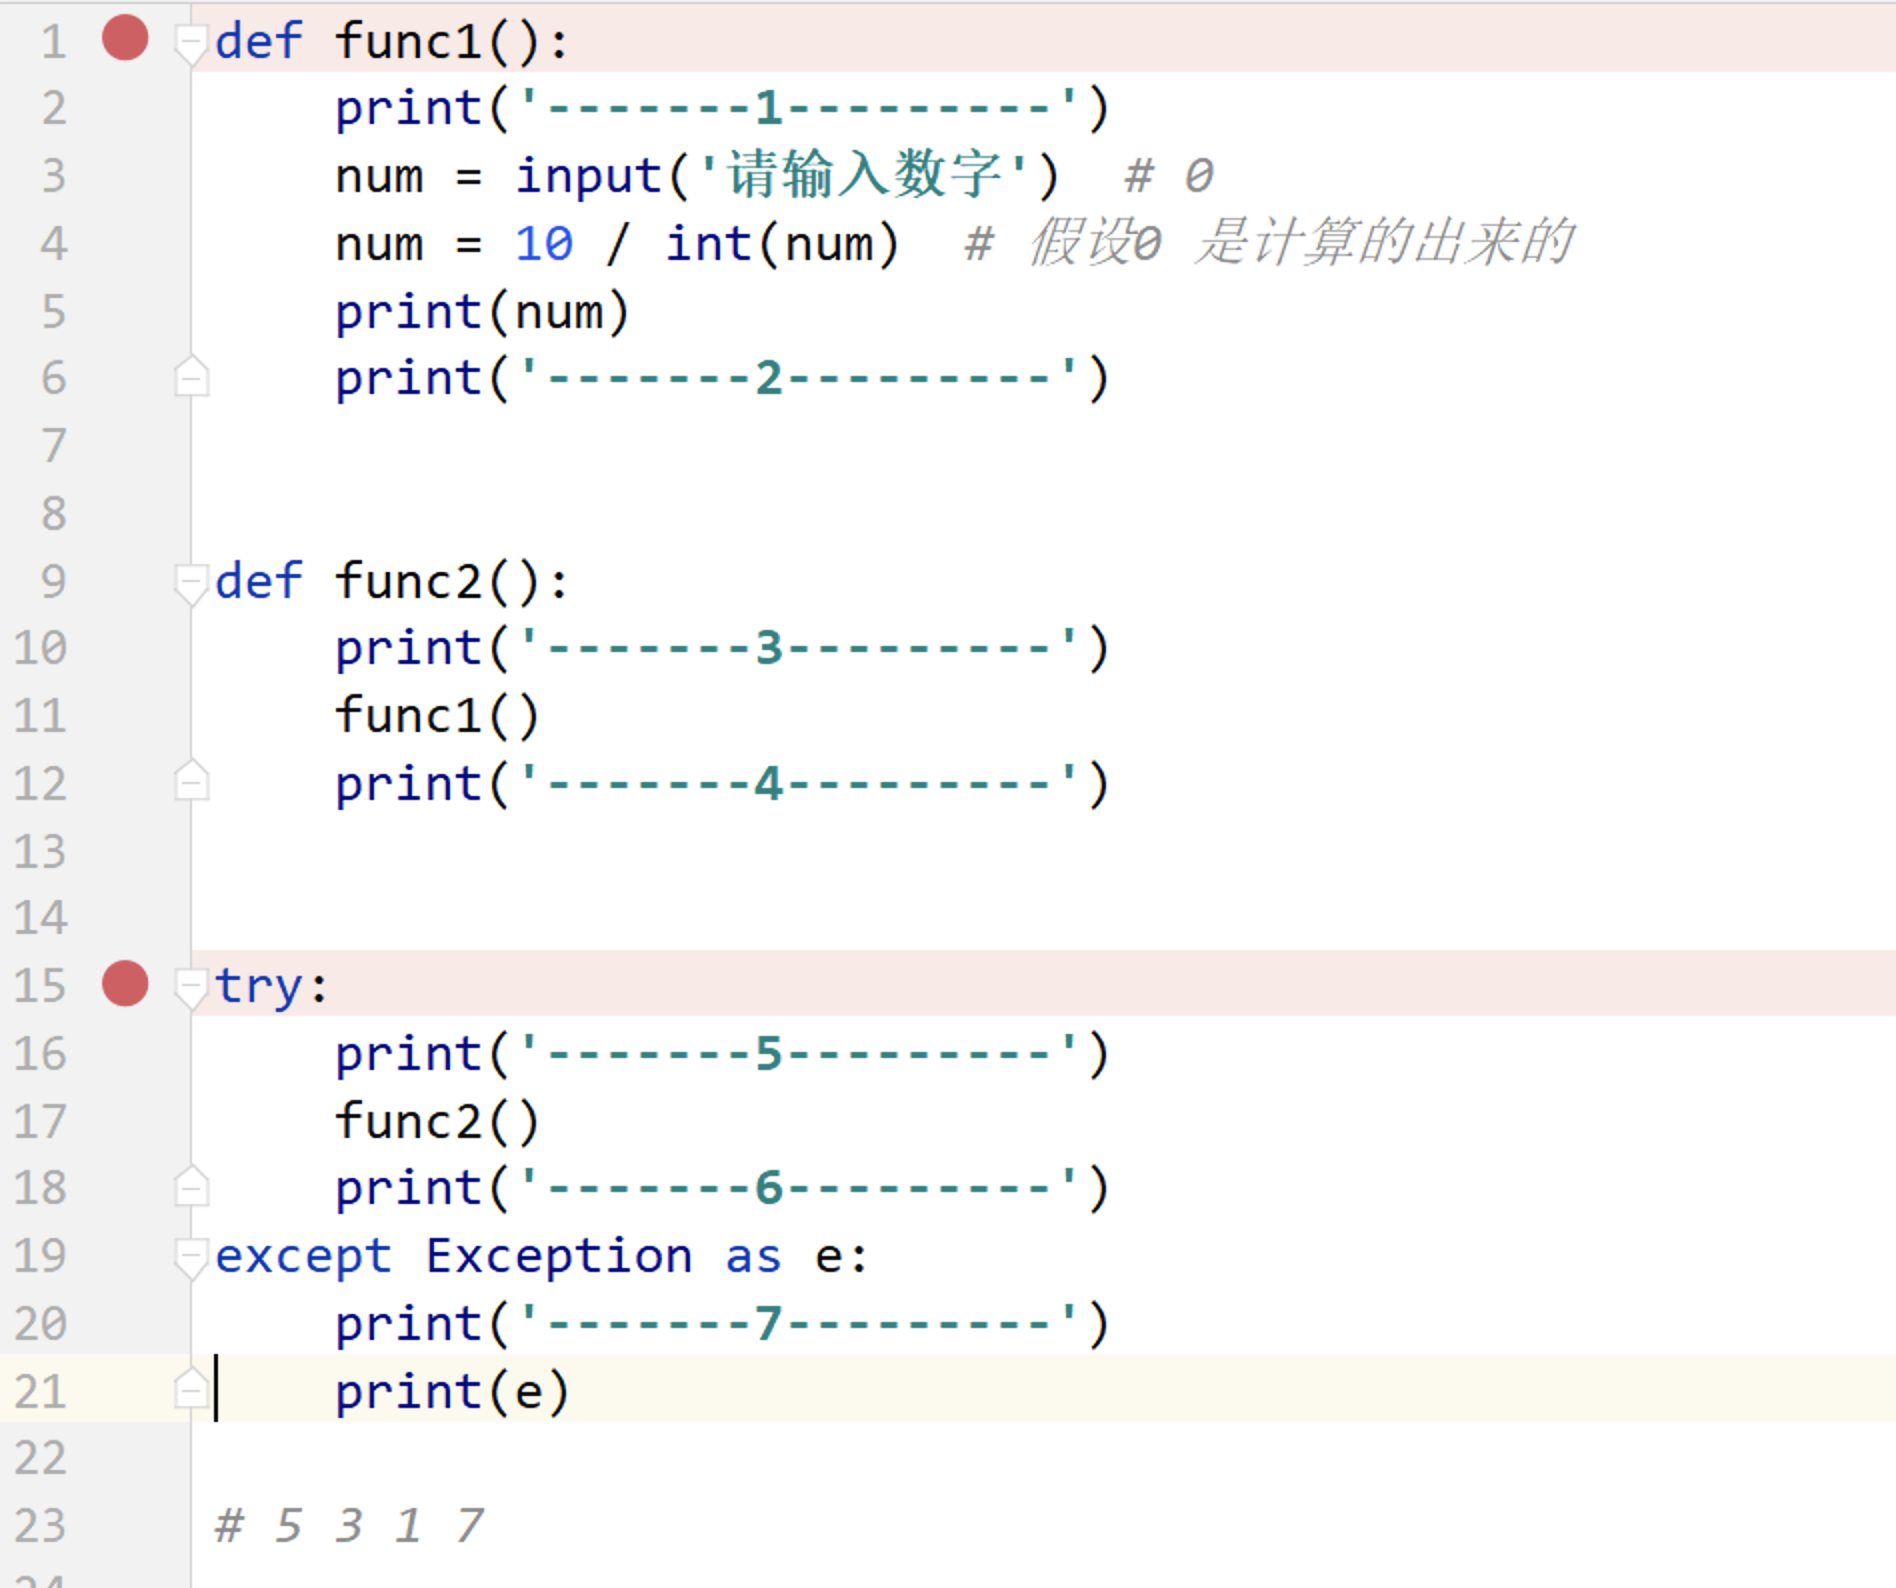 1 def func1():
2     print('-------1---------')
3     num = input('请输入数字')  # 0
4     num = 10 / int(num)  # 假设0 是计算的出来的
5     print(num)
6     print('-------2---------')
7
8
9 def func2():
10     print('-------3---------')
11     func1()
12     print('-------4---------')
13
14
15 try:
16     print('-------5---------')
17     func2()
18     print('-------6---------')
19 except Exception as e:
20     print('-------7---------')
21     print(e)
22
23 # 5 3 1 7
24